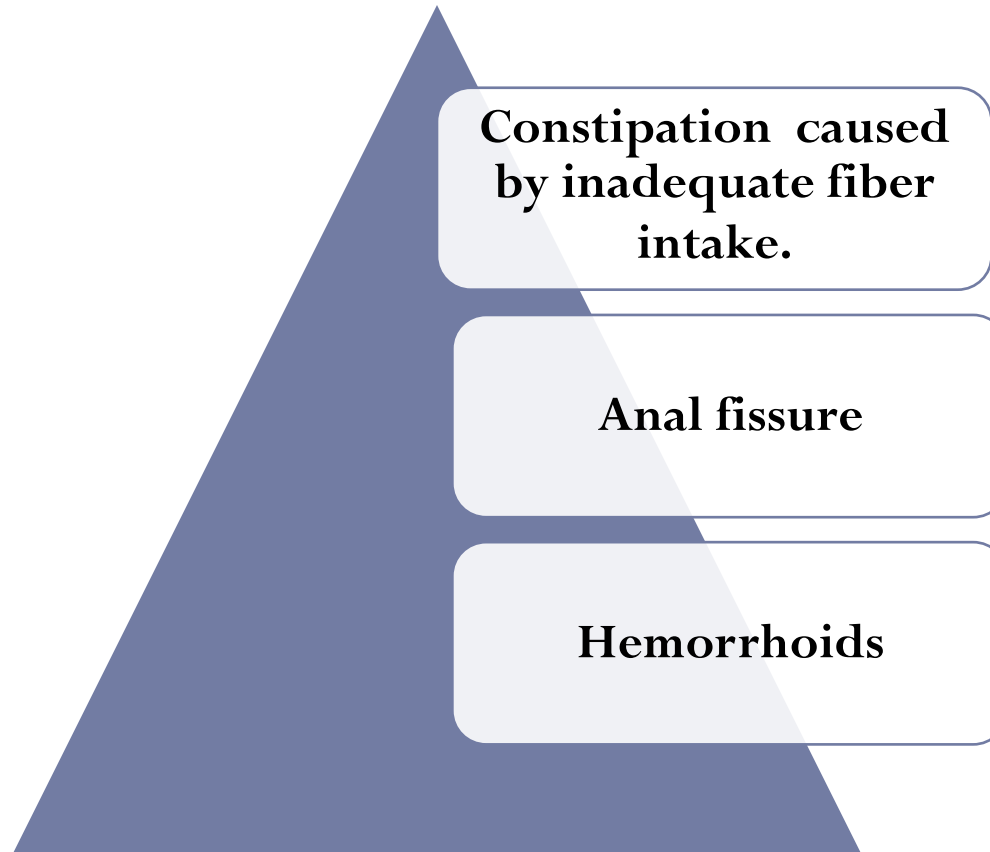 Constipation  caused
by inadequate fiber
intake.
Anal fissure
Hemorrhoids